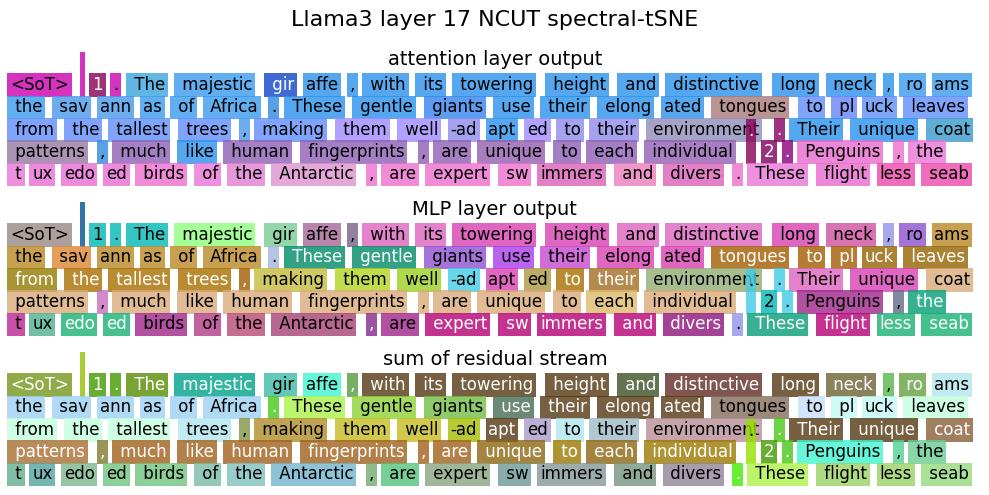 Llama3 layer 17 NCUT spectral-tSNE
attention layer output
<SoT> 1 . The majestic gir affe , with its towering height and distinctive long neck , ro ams
the sav ann as of Africa . These gentle giants use their elong ated tongues to pl uck leaves
from the tallest trees , making them well -ad apt ed to their environment . Their unique coat
patterns , much like human fingerprints , are unique to each individual 2 . Penguins , the
t ux edo ed birds of the Antarctic , are expert sw immers and divers . These flight less seab
MLP layer output
<SoT> 1 . The majestic gir affe , with its towering height and distinctive long neck , ro ams
the sav ann as of Africa . These gentle giants use their elong ated tongues to pl uck leaves
from the tallest trees , making them well -ad apt ed to their environment . Their unique coat
patterns , much like human fingerprints , are unique to each individual . 2 . Penguins , the
t ux edo ed birds of the Antarctic , are expert sw immers and divers . These flight less seab
sum of residual stream
<SoT> 1 . The majestic gir affe , with its towering height and distinctive long neck , ro ams
the sav ann as of Africa . These gentle giants use their elong ated tongues to pl uck leaves
from the tallest trees , making them well -ad apt ed to their environment . Their unique coat
patterns , much like human fingerprints , are unique to each individual 2 . Penguins , the
t ux edo ed birds of the Antarctic , are expert sw immers and divers . These flight less seab